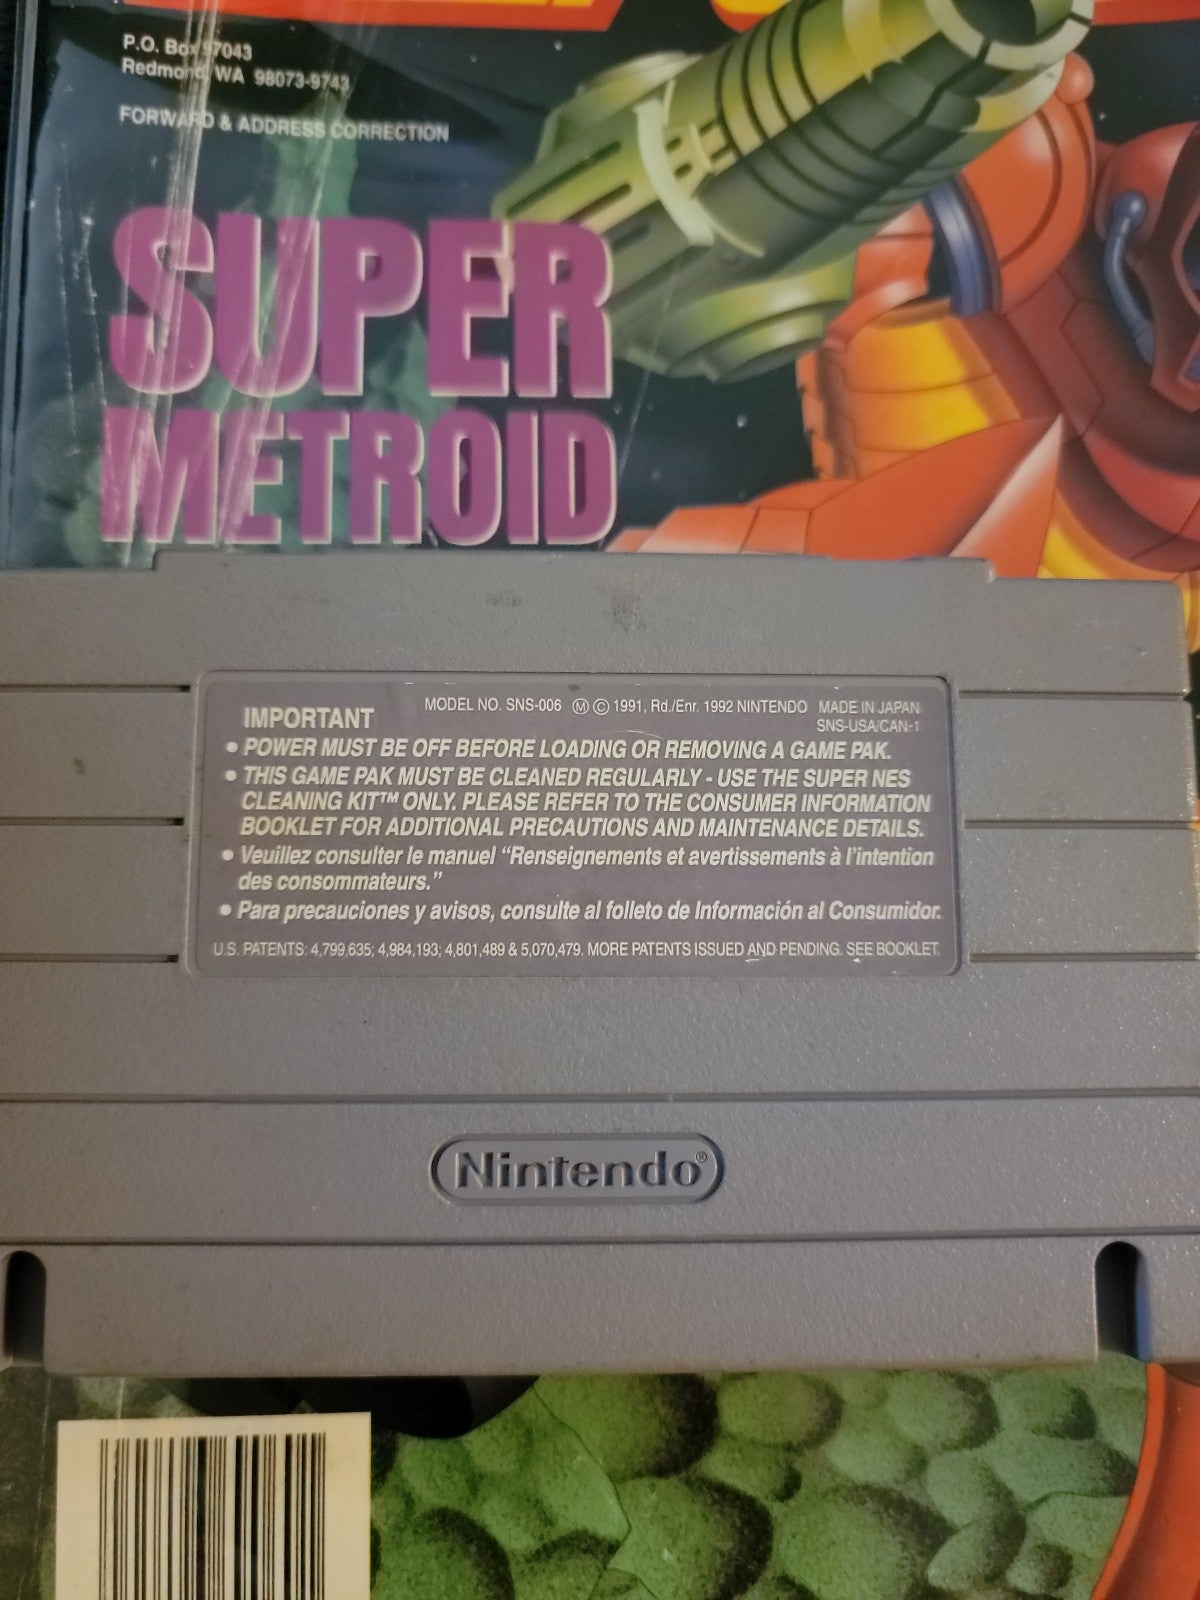 P.O. Box 97043
Redmond, WA 98073-9743
FORWARD & ADDRESS CORRECTION
SUPER
METROID
MODEL NO. SNS-006 Ⓜ © 1991, Rd./Enr. 1992 NINTENDO MADE IN JAPAN
SNS-USA/CAN-1
IMPORTANT
• POWER MUST BE OFF BEFORE LOADING OR REMOVING A GAME PAK.
• THIS GAME PAK MUST BE CLEANED REGULARLY - USE THE SUPER NES
CLEANING KIT™ ONLY. PLEASE REFER TO THE CONSUMER INFORMATION
BOOKLET FOR ADDITIONAL PRECAUTIONS AND MAINTENANCE DETAILS.
• Veuillez consulter le manuel “Renseignements et avertissements à l’intention
des consommateurs.”
• Para precauciones y avisos, consulte al folleto de Información al Consumidor.
U.S. PATENTS: 4,799,635; 4,984,193; 4,801,489 & 5,070,479. MORE PATENTS ISSUED AND PENDING. SEE BOOKLET.
Nintendo®